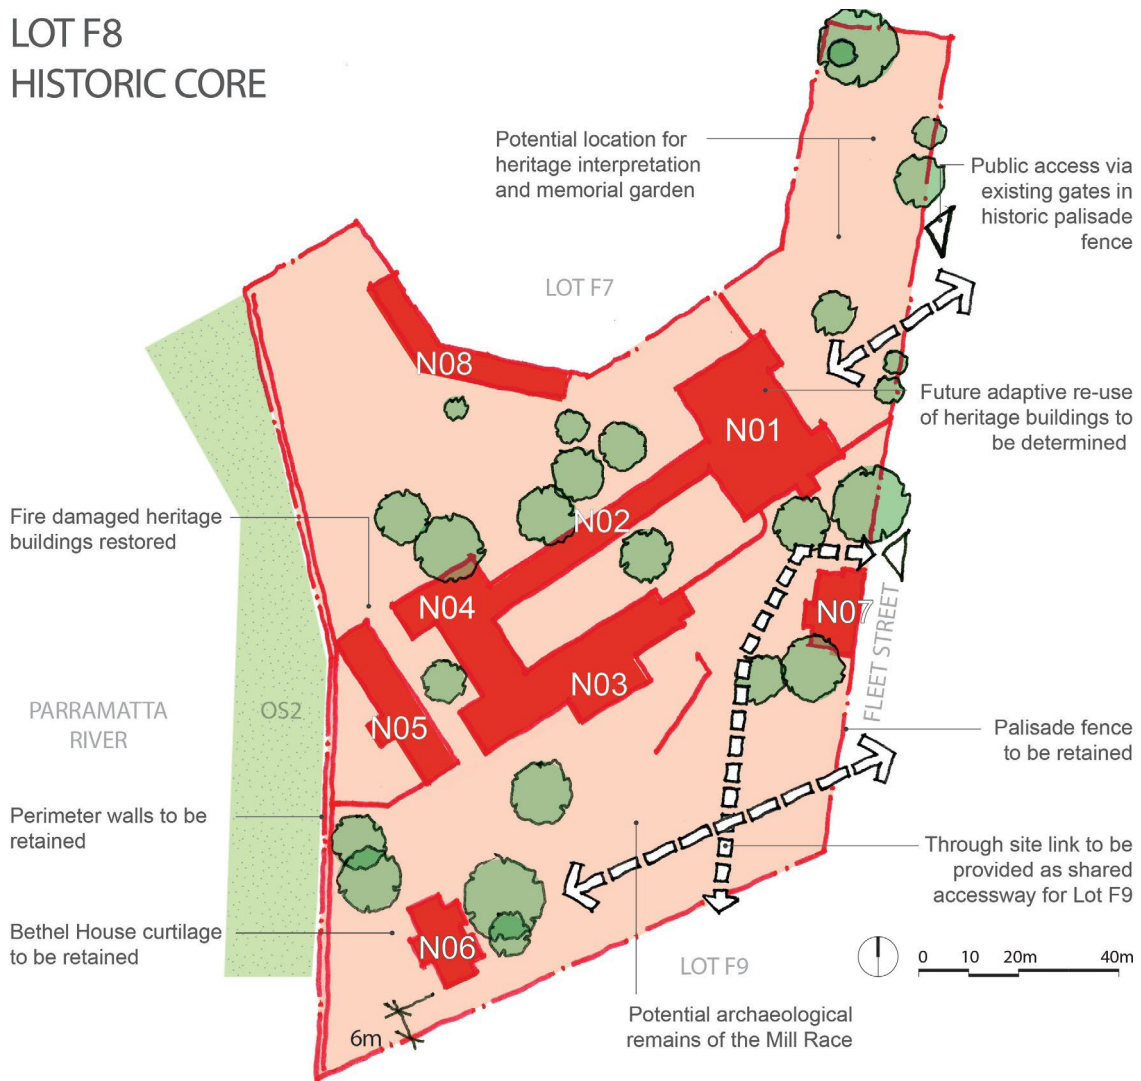 LOT F8
HISTORIC CORE
Potential location for
heritage interpretation
and memorial garden
Public access via
existing gates in
historic palisade
fence
LOT F7
N08
N01
Future adaptive re-use
of heritage buildings to
be determined
Fire damaged heritage
buildings restored
N02
N04
N07
FLEET STREET
N03
PARRAMATTA
RIVER
OS2
N05
Palisade fence
to be retained
Perimeter walls to be
retained
Through site link to be
provided as shared
accessway for Lot F9
Bethel House curtilage
to be retained
N06
LOT F9
0 10 20m 40m
Potential archaeological
remains of the Mill Race
6m